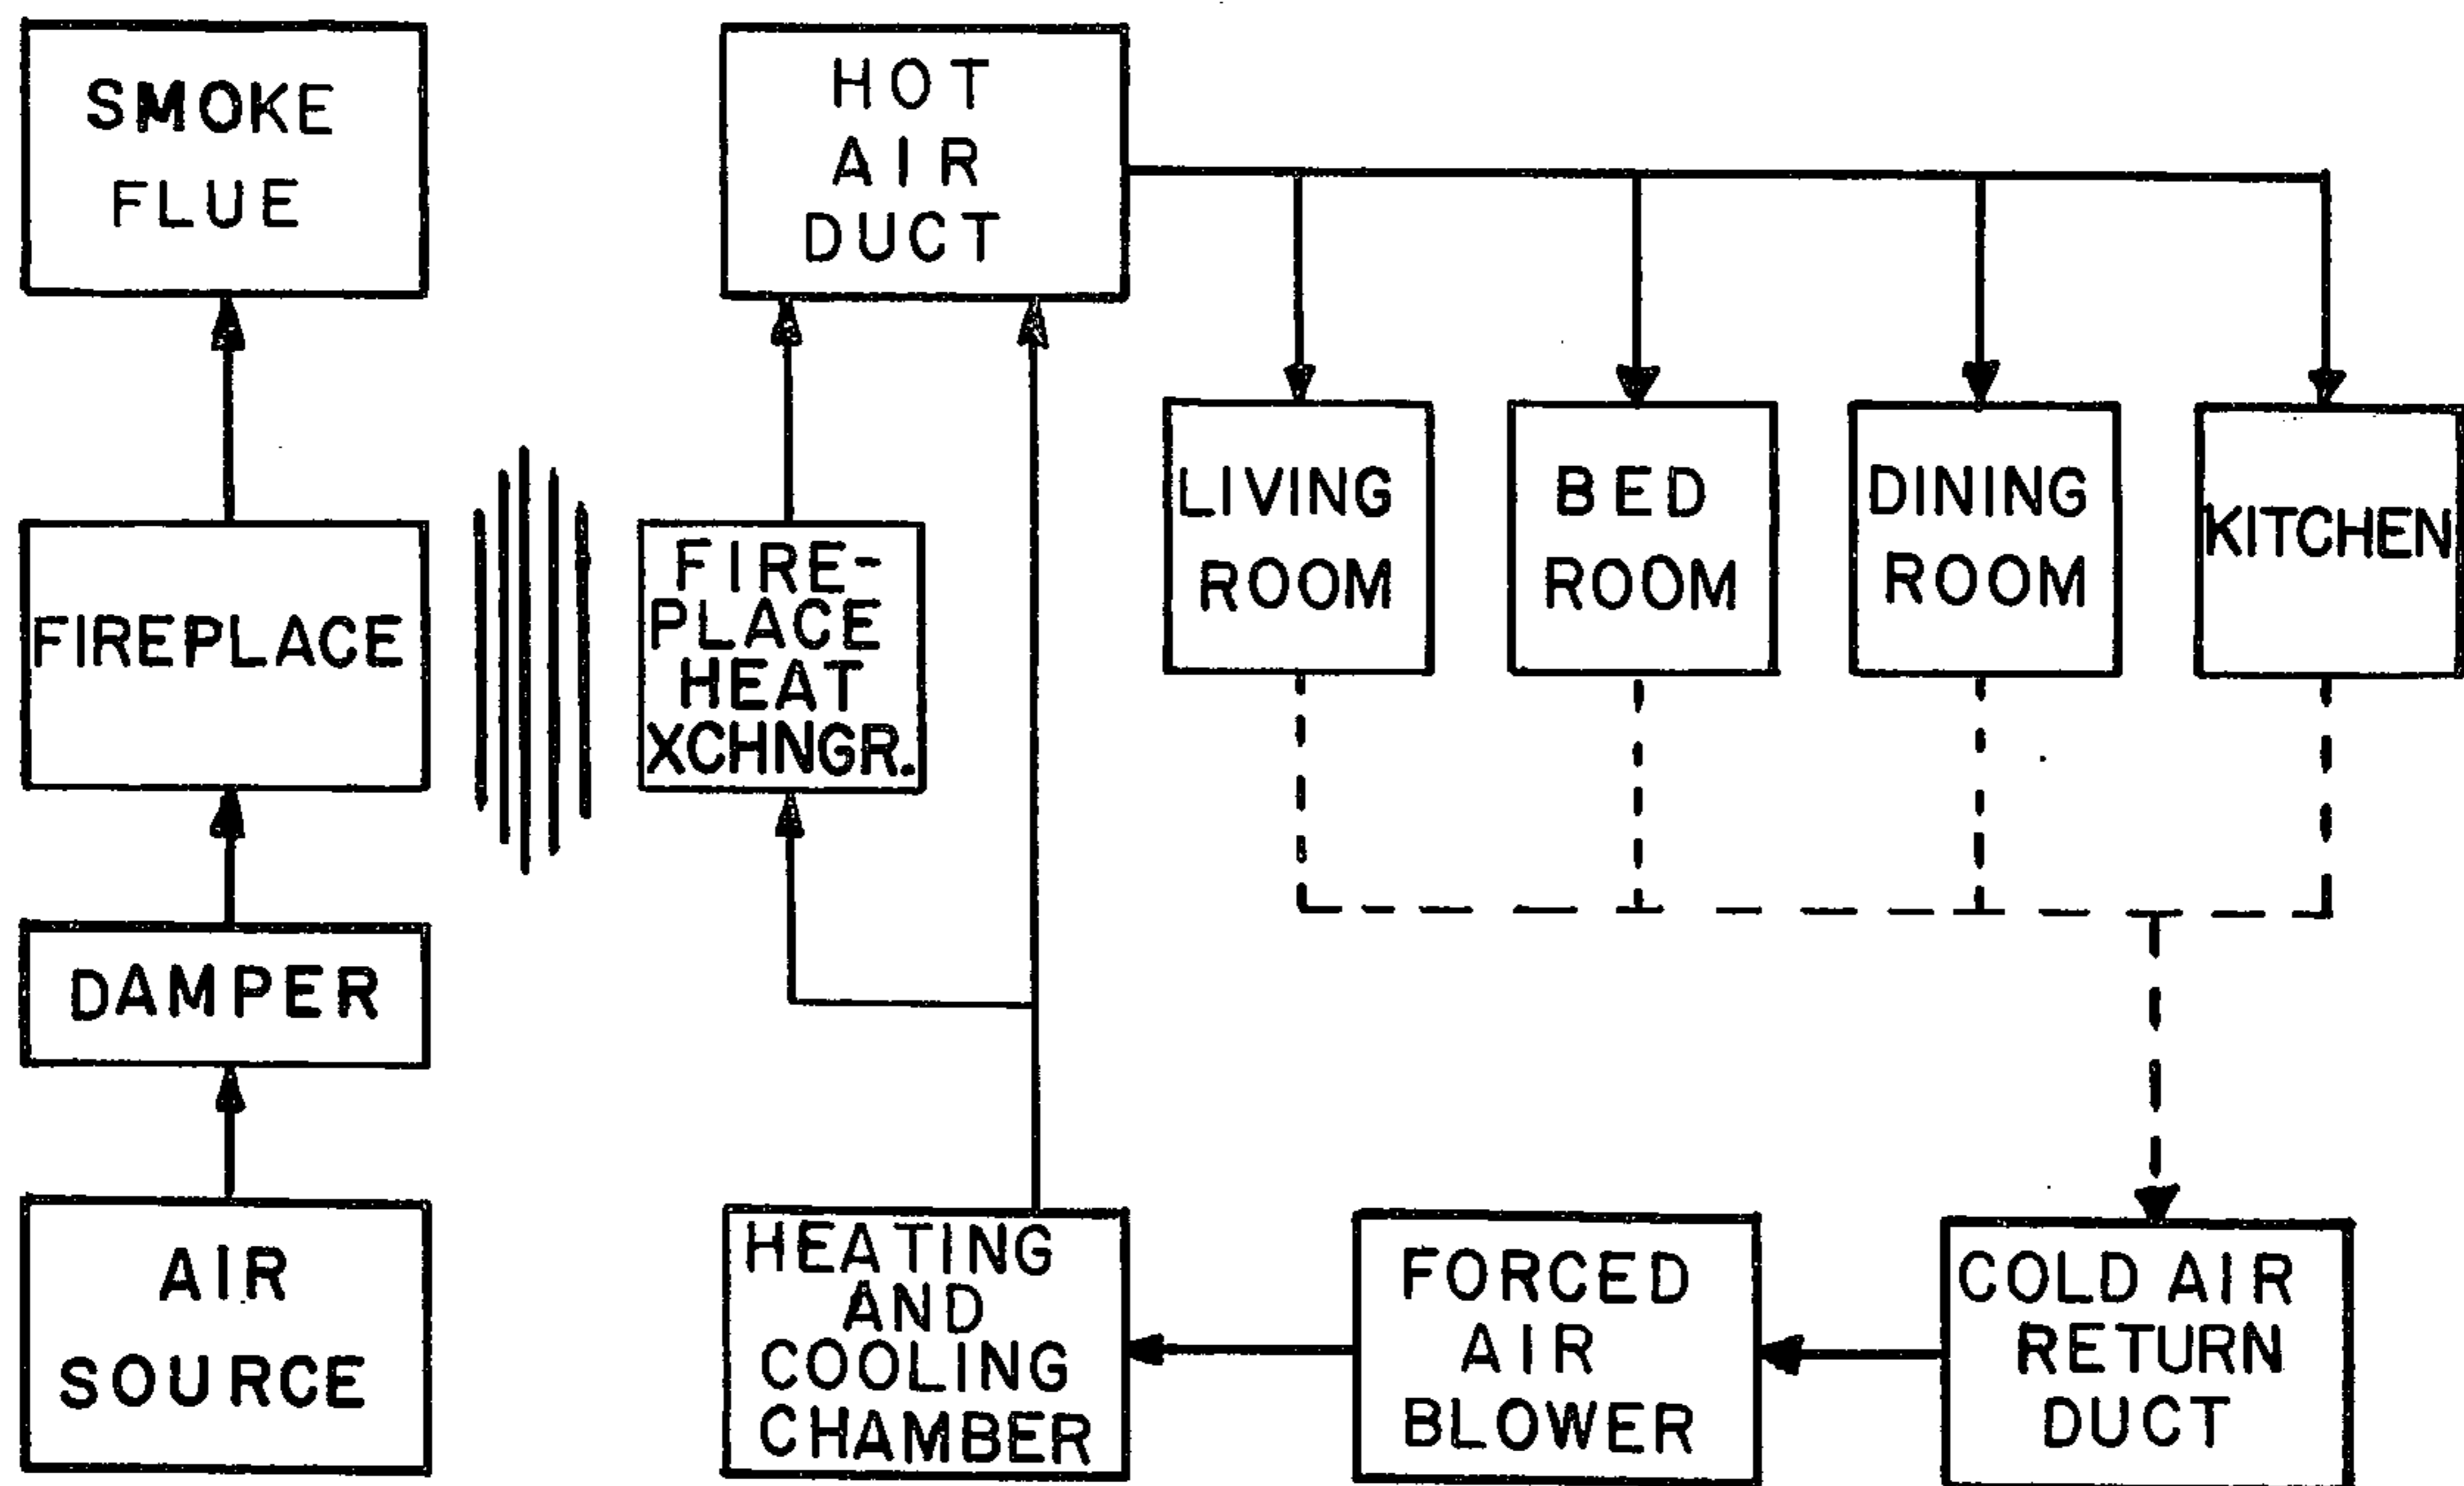 SMOKE
FLUE
HOT
AIR
DUCT
FIREPLACE
FIRE-
PLACE
HEAT
XCHNGR.
LIVING
ROOM
BED
ROOM
DINING
ROOM
KITCHEN
DAMPER
AIR
SOURCE
HEATING
AND
COOLING
CHAMBER
FORCED
AIR
BLOWER
COLD AIR
RETURN
DUCT